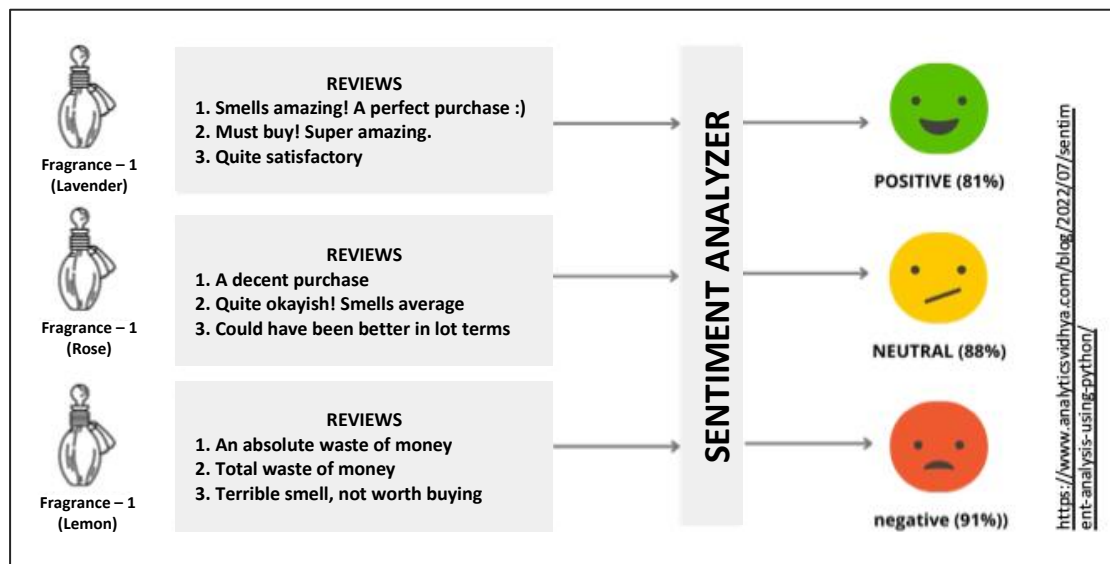 Fragrance – 1
(Lavender)
REVIEWS
1. Smells amazing! A perfect purchase :)
2. Must buy! Super amazing.
3. Quite satisfactory
POSITIVE (81%)
Fragrance – 1
(Rose)
REVIEWS
1. A decent purchase
2. Quite okayish! Smells average
3. Could have been better in lot terms
NEUTRAL (88%)
Fragrance – 1
(Lemon)
REVIEWS
1. An absolute waste of money
2. Total waste of money
3. Terrible smell, not worth buying
negative (91%))
SENTIMENT ANALYZER
https://www.analyticsvidhya.com/blog/2022/07/sentim
ent-analysis-using-python/